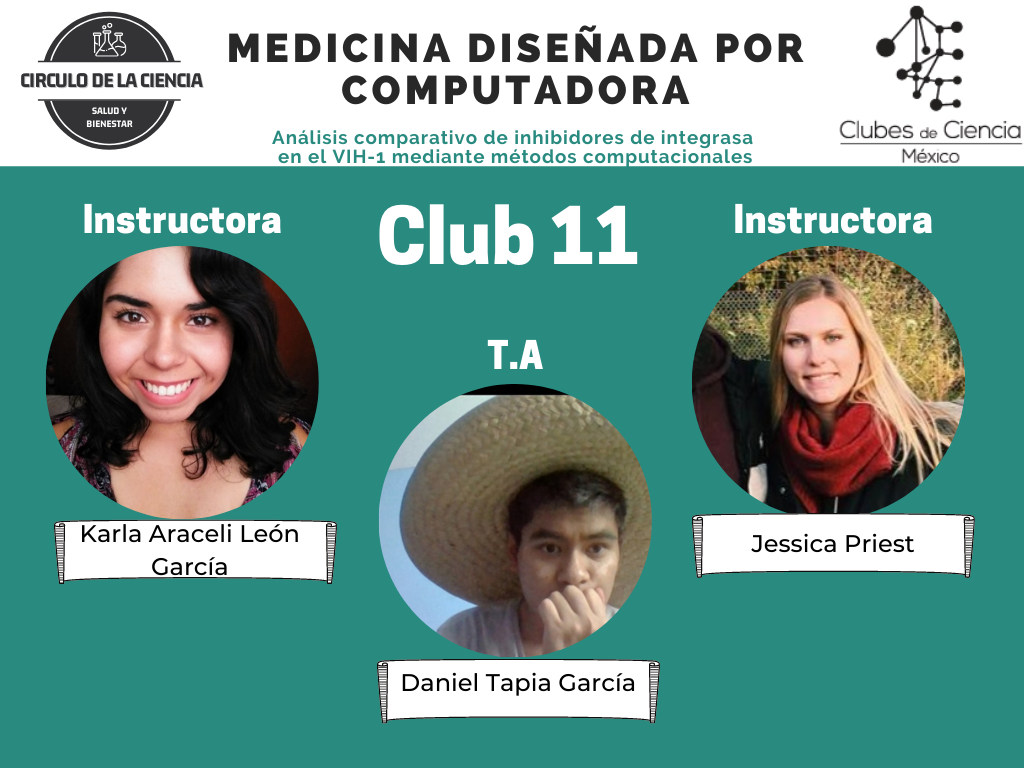 CIRCULO DE LA CIENCIA
SALUD Y
BIENESTAR
MEDICINA DISEÑADA POR
COMPUTADORA
Análisis comparativo de inhibidores de integrasa
en el VIH-1 mediante métodos computacionales
Clubes de Ciencia
México
Instructora
Club 11
Instructora
T.A
Karla Araceli León
García
Jessica Priest
Daniel Tapia García